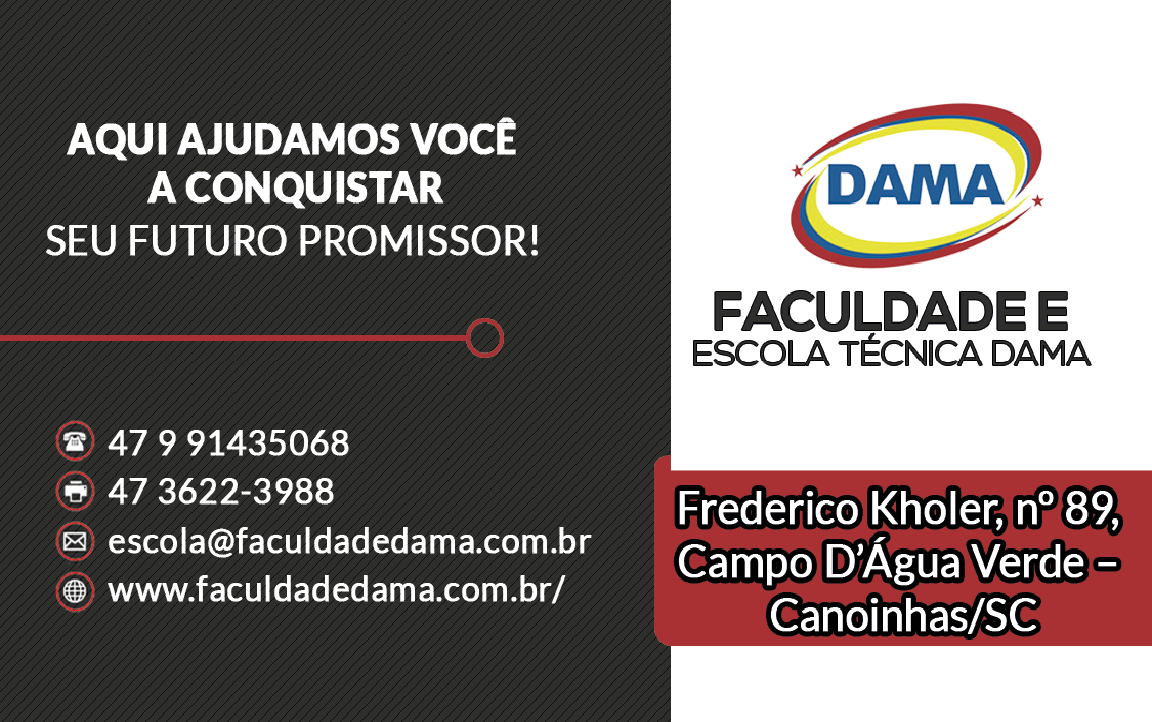 AQUI AJUDAMOS VOCÊ
A CONQUISTAR
SEU FUTURO PROMISSOR!
47 9 91435068
47 3622-3988
escola@faculdadedama.com.br
www.faculdadedama.com.br/
DAMA
FACULDADE E
ESCOLA TÉCNICA DAMA
Frederico Kholer, nº 89,
Campo D’Água Verde –
Canoinhas/SC